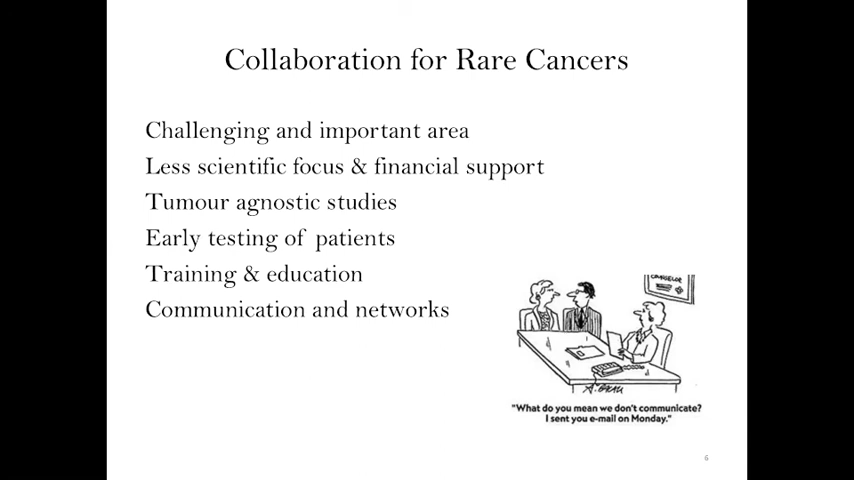 Collaboration for Rare Cancers
Challenging and important area
Less scientific focus & financial support
Tumour agnostic studies
Early testing of patients
Training & education
Communication and networks
"What do you mean we don't communicate?
I sent you e-mail on Monday."
6